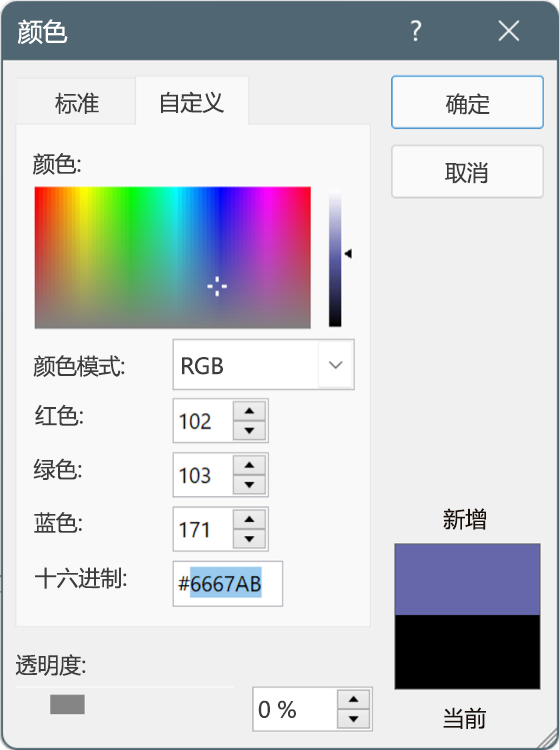 颜色 ?
标准 自定义
确定
取消
颜色:
颜色模式: RGB
红色: 102
绿色: 103
蓝色: 171
十六进制: #6667AB
新增
当前
透明度:
0 %